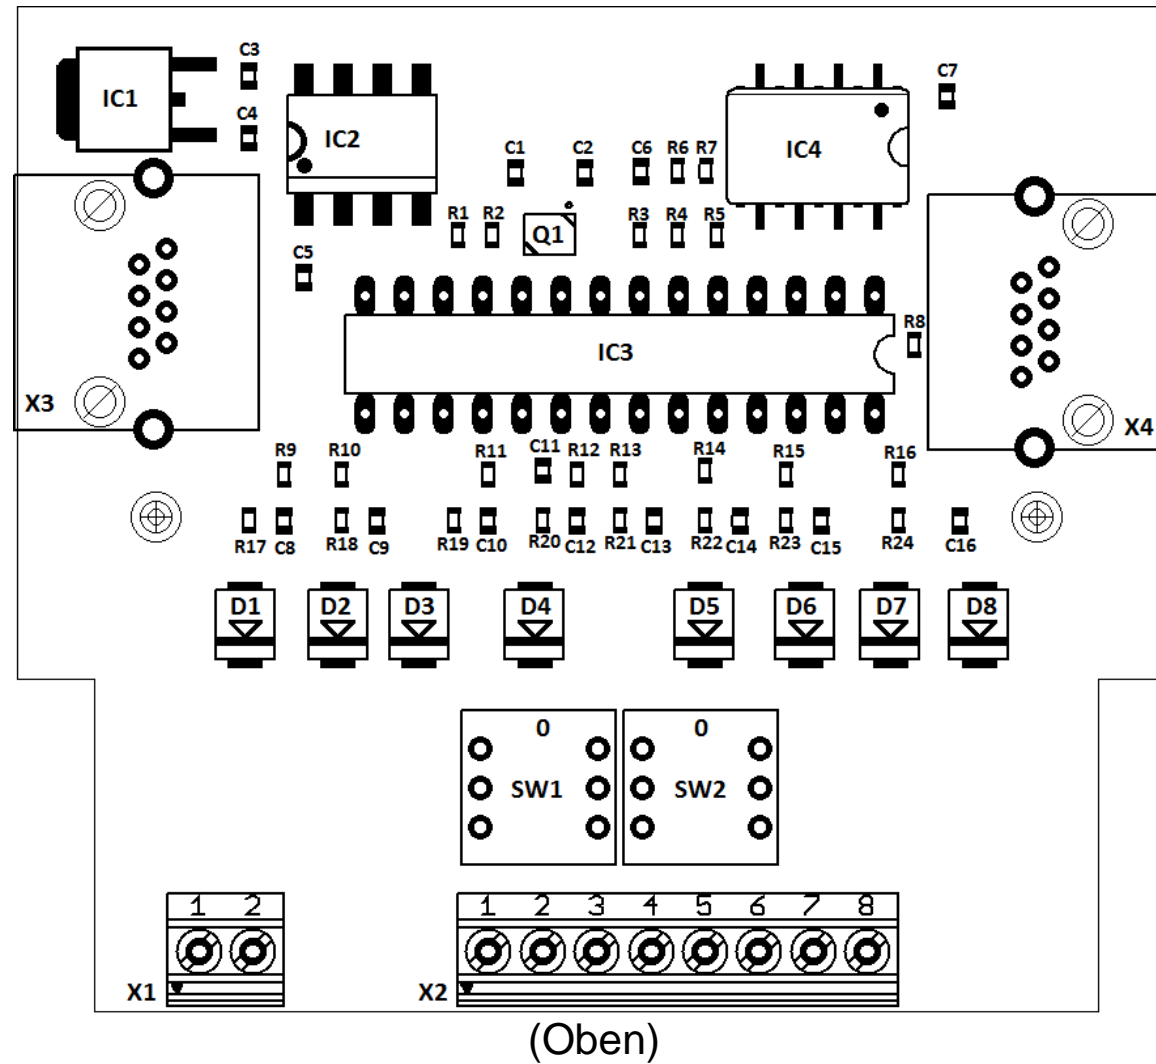 C3
C7
IC1
C4
IC2
IC4
C1 C2 C6 R6 R7
R1 R2 Q1 R3 R4 R5
C5
R8
IC3
X3
X4
R9 R10 R11 C11 R12 R13 R14 R15 R16
R17 C8 R18 C9 R19 C10 R20 C12 R21 C13 R22 C14 R23 C15 R24 C16
D1 D2 D3 D4 D5 D6 D7 D8
0 0
SW1 SW2
1 2 1 2 3 4 5 6 7 8
X1 X2
(Oben)